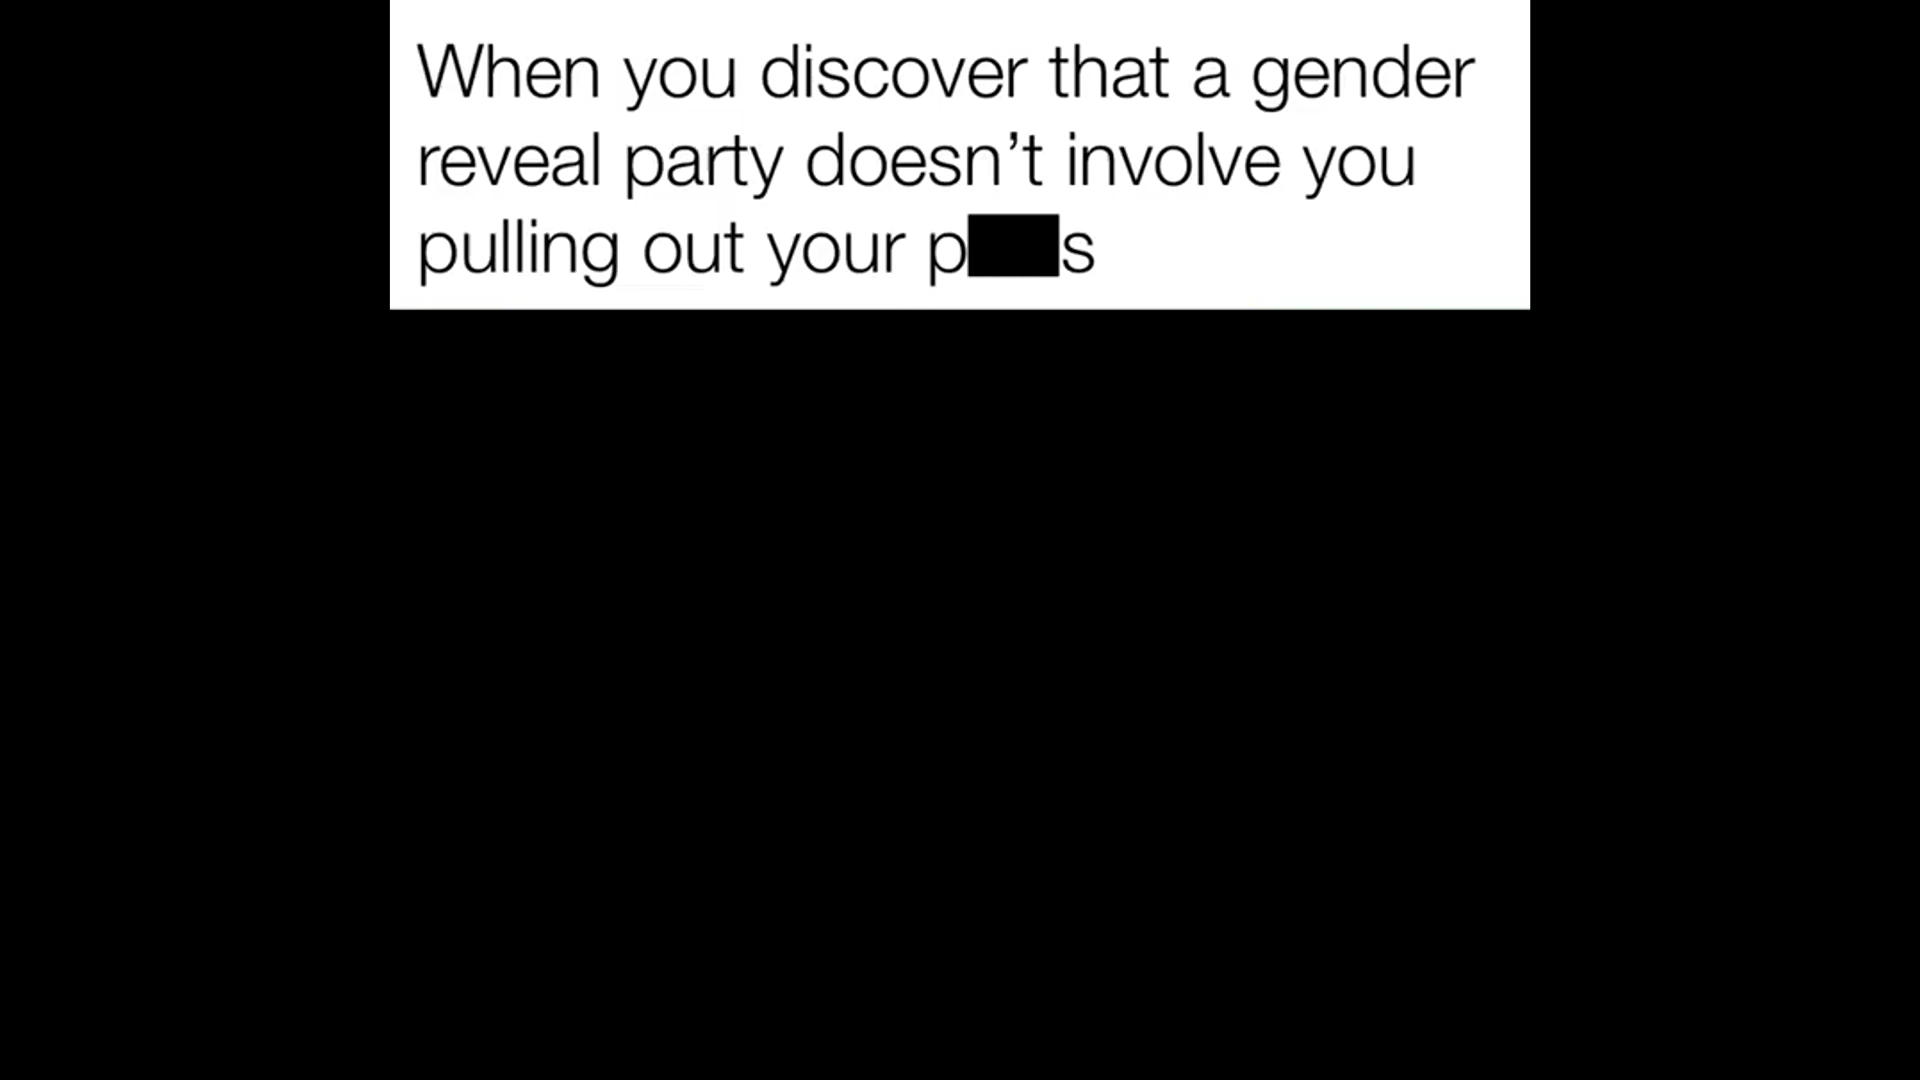 When you discover that a gender
reveal party doesn’t involve you
pulling out your p s